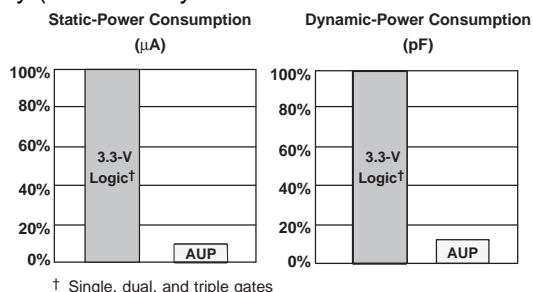 Static-Power Consumption
(µA)
100%
80%
60%
40%
20%
0%
3.3-V
Logic†
AUP
Dynamic-Power Consumption
(pF)
100%
80%
60%
40%
20%
0%
3.3-V
Logic†
AUP
† Single, dual, and triple gates